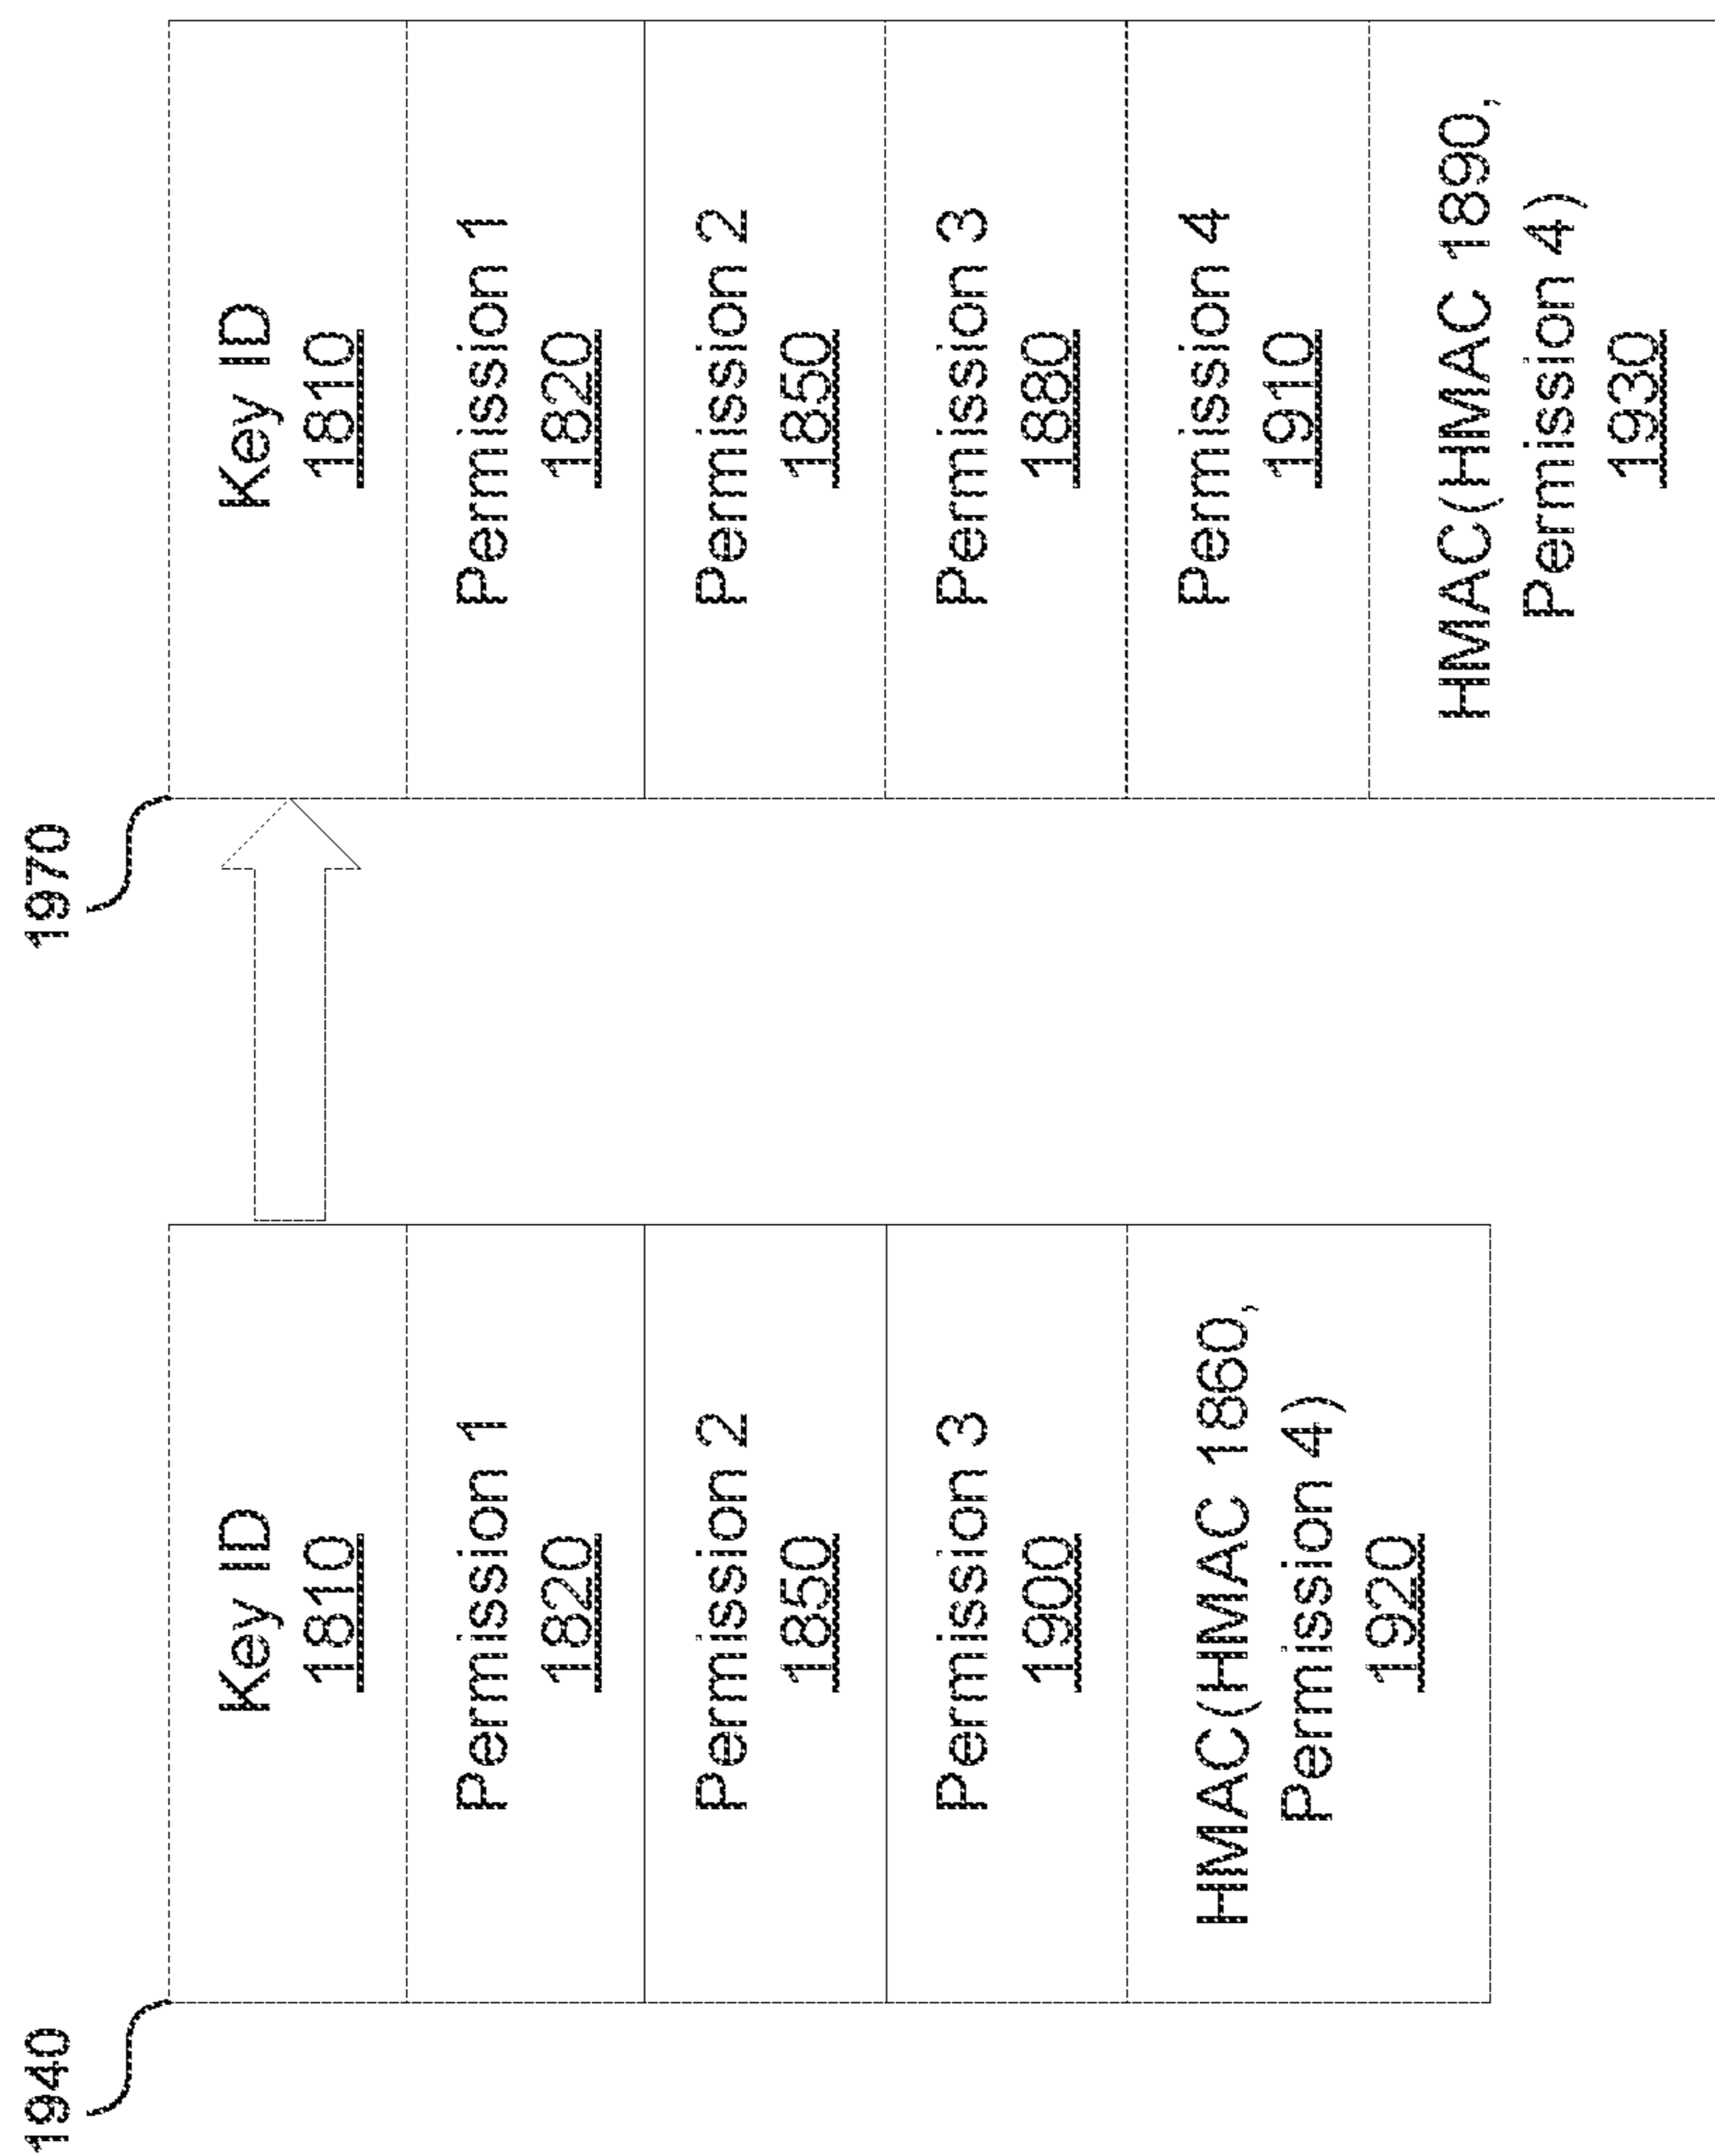 1940
Key ID
1810
Permission 1
1820
Permission 2
1850
Permission 3
1900
HMAC(HMAC 1860,
Permission 4)
1920
1970
Key ID
1810
Permission 1
1820
Permission 2
1850
Permission 3
1880
Permission 4
1910
HMAC(HMAC 1890,
Permission 4)
1930